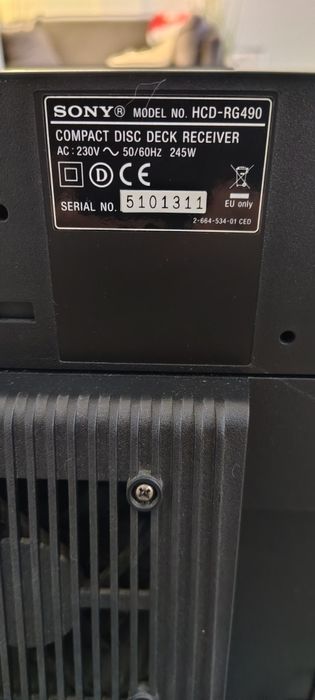 SONY® MODEL NO. HCD-RG490
COMPACT DISC DECK RECEIVER
AC: 230V ~ 50/60HZ 245W
D CE
SERIAL NO. 5101311 EU only
2-664-534-01 CED